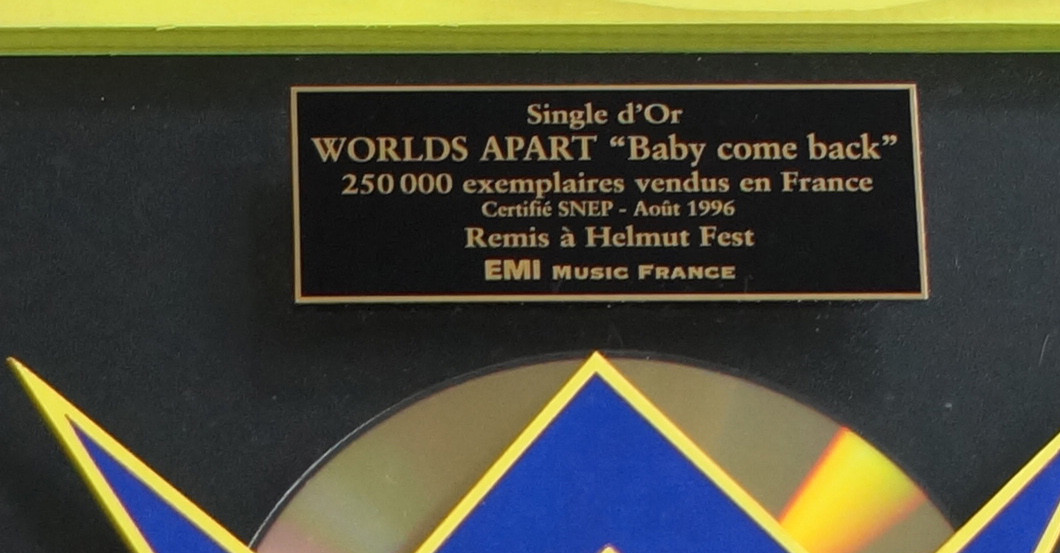 Single d'Or
WORLDS APART “Baby come back”
250 000 exemplaires vendus en France
Certifié SNEP - Août 1996
Remis à Helmut Fest
EMI MUSIC FRANCE